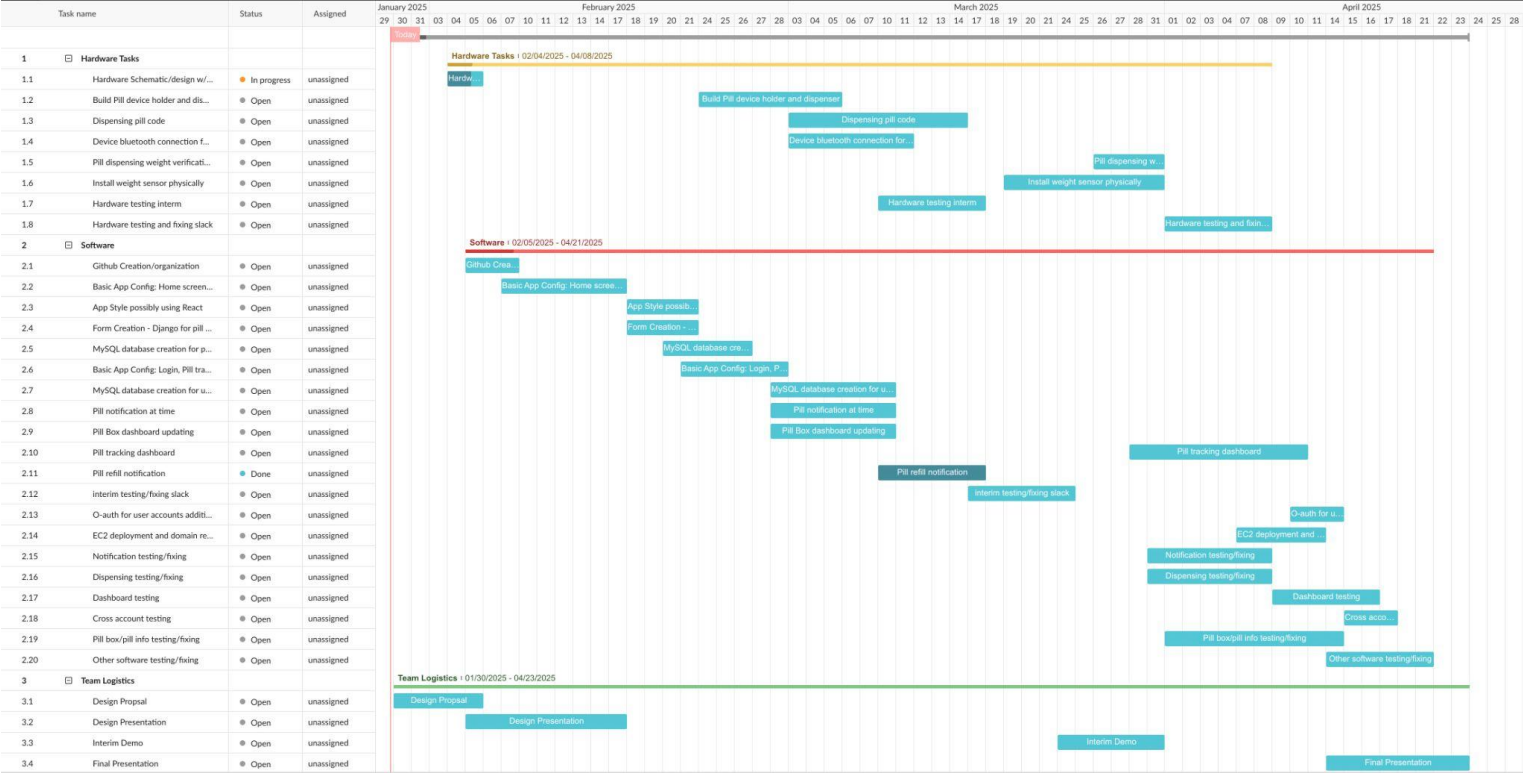 Task name Status Assigned January 2025 February 2025 March 2025 April 2025
29 30 31 03 04 05 06 07 10 11 12 13 14 17 18 19 20 21 24 25 26 27 28 03 04 05 06 07 10 11 12 13 14 17 18 19 20 21 24 25 26 27 28 31 01 02 03 04 07 08 09 10 11 14 15 16 17 18 21 22 23 24 25 28
Today
1 Hardware Tasks Hardware Tasks 02/04/2025 - 04/08/2025
1.1 Hardware Schematic/design w/... In progress unassigned Hardw...
1.2 Build Pill device holder and dis... Open unassigned Build Pill device holder and dispenser
1.3 Dispensing pill code Open unassigned Dispensing pill code
1.4 Device bluetooth connection f... Open unassigned Device bluetooth connection for...
1.5 Pill dispensing weight verificati... Open unassigned Pill dispensing w...
1.6 Install weight sensor physically Open unassigned Install weight sensor physically
1.7 Hardware testing interm Open unassigned Hardware testing interm
1.8 Hardware testing and fixing slack Open unassigned Hardware testing and fixin...
2 Software Software 02/05/2025 - 04/21/2025
2.1 Github Creation/organization Open unassigned Github Crea...
2.2 Basic App Config: Home screen... Open unassigned Basic App Config: Home scree...
2.3 App Style possibly using React Open unassigned App Style possib...
2.4 Form Creation - Django for pill ... Open unassigned Form Creation - ...
2.5 MySQL database creation for p... Open unassigned MySQL database cre...
2.6 Basic App Config: Login, Pill tra... Open unassigned Basic App Config: Login, P...
2.7 MySQL database creation for u... Open unassigned MySQL database creation for u...
2.8 Pill notification at time Open unassigned Pill notification at time
2.9 Pill Box dashboard updating Open unassigned Pill Box dashboard updating
2.10 Pill tracking dashboard Open unassigned Pill tracking dashboard
2.11 Pill refill notification Done unassigned Pill refill notification
2.12 interim testing/fixing slack Open unassigned Interim testing/fixing slack
2.13 O-auth for user accounts additi... Open unassigned O-auth for u...
2.14 EC2 deployment and domain re... Open unassigned EC2 deployment and ...
2.15 Notification testing/fixing Open unassigned Notification testing/fixing
2.16 Dispensing testing/fixing Open unassigned Dispensing testing/fixing
2.17 Dashboard testing Open unassigned Dashboard testing
2.18 Cross account testing Open unassigned Cross acco...
2.19 Pill box/pill info testing/fixing Open unassigned Pill box/pill info testing/fixing
2.20 Other software testing/fixing Open unassigned Other software testing/fixing
3 Team Logistics Team Logistics 01/30/2025 - 04/23/2025
3.1 Design Propsal Open unassigned Design Propsal
3.2 Design Presentation Open unassigned Design Presentation
3.3 Interim Demo Open unassigned Interim Demo
3.4 Final Presentation Open unassigned Final Presentation